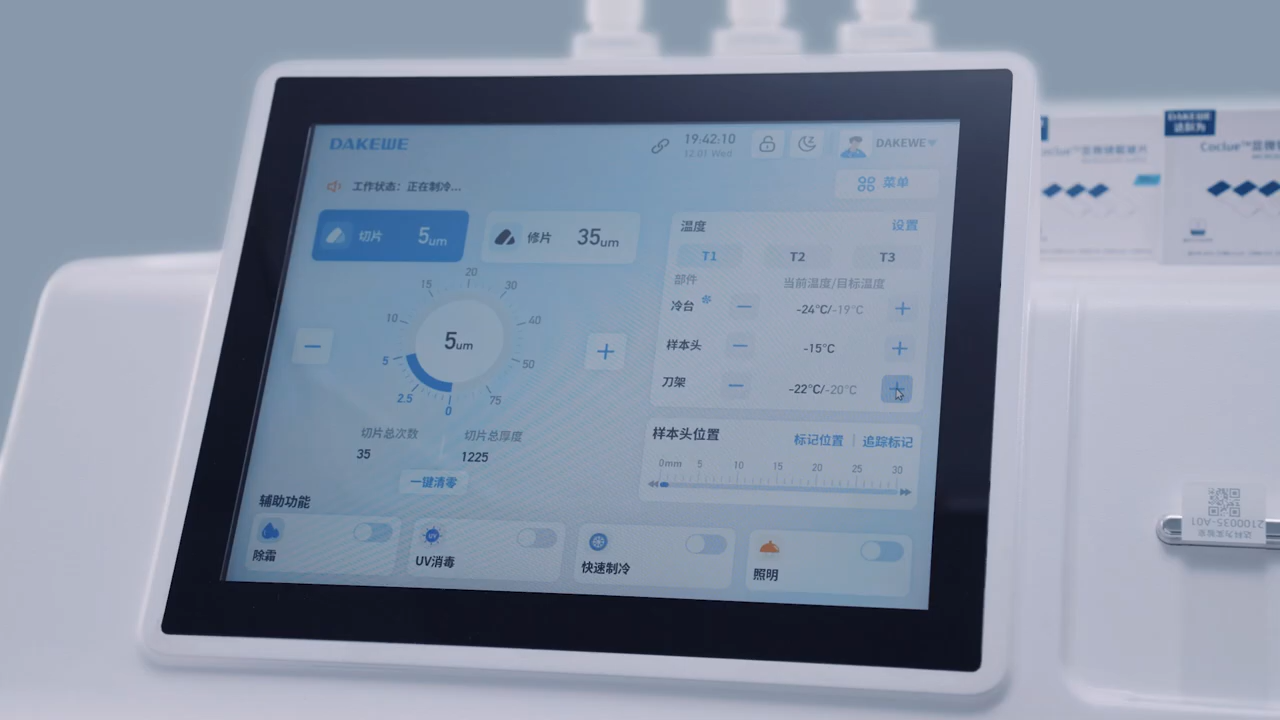 DAKEWE
19:42:10
12.01 Wed
DAKEWE
工作状态：正在制冷...
菜单
切片 5um
修片 35um
温度 设置
T1 T2 T3
部件 当前温度/目标温度
冷台 -24°C/-19°C
样本头 -15°C
刀架 -22°C/-20°C
20
15 30
10 40
5um
5 50
2.5 75
0
切片总次数 切片总厚度
35 1225
一键清零
样本头位置 标记位置 追踪标记
0mm 5 10 15 20 25 30
辅助功能
除霜
UV消毒
快速制冷
照明
DAKEWE
达科为
Coclue™
2100035-A01